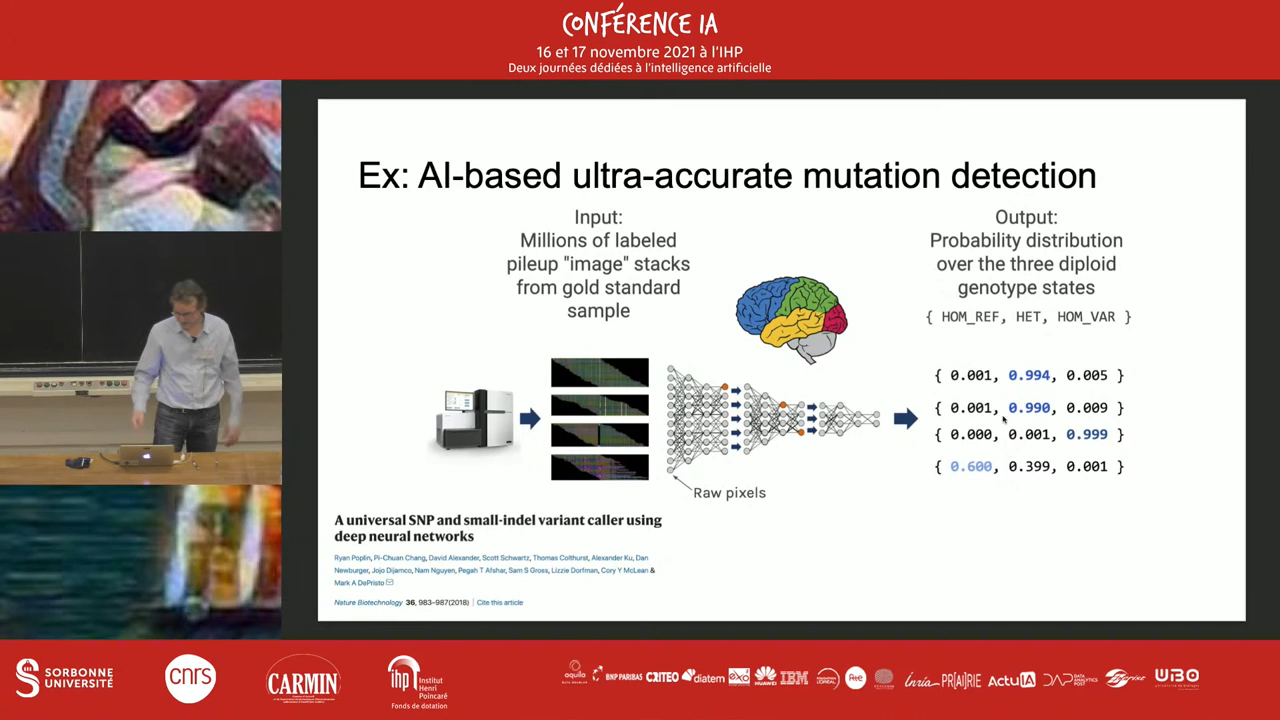 CONFÉRENCE IA
16 et 17 novembre 2021 à l'IHP
Deux journées dédiées à l'intelligence artificielle
Ex: AI-based ultra-accurate mutation detection
Input:
Millions of labeled
pileup "image" stacks
from gold standard
sample
Output:
Probability distribution
over the three diploid
genotype states
{ HOM_REF, HET, HOM_VAR }
{ 0.001, 0.994, 0.005 }
{ 0.001, 0.990, 0.009 }
{ 0.000, 0.001, 0.999 }
{ 0.600, 0.399, 0.001 }
Raw pixels
A universal SNP and small-indel variant caller using
deep neural networks
Ryan Poplin, Pi-Chuan Chang, David Alexander, Scott Schwartz, Thomas Colthurst, Alexander Ku, Dan
Newburger, Jojo Dijamco, Nam Nguyen, Pegah T Afshar, Sam S Gross, Lizzie Dorfman, Cory Y McLean &
Mark A DePristo
Nature Biotechnology 36, 983–987(2018) | Cite this article
SORBONNE
UNIVERSITÉ
cnrs
CARMIN
ihp
Institut
Henri
Poincaré
Fonds de dotation
aquila
BNP PARIBAS
CRITEO
datem
exo
HUAWEI
IBM
L'ORÉAL
Rte
Inria
PR[AI]RIE
ActuIA
DAP DATA ANALYTICS POST
UBO